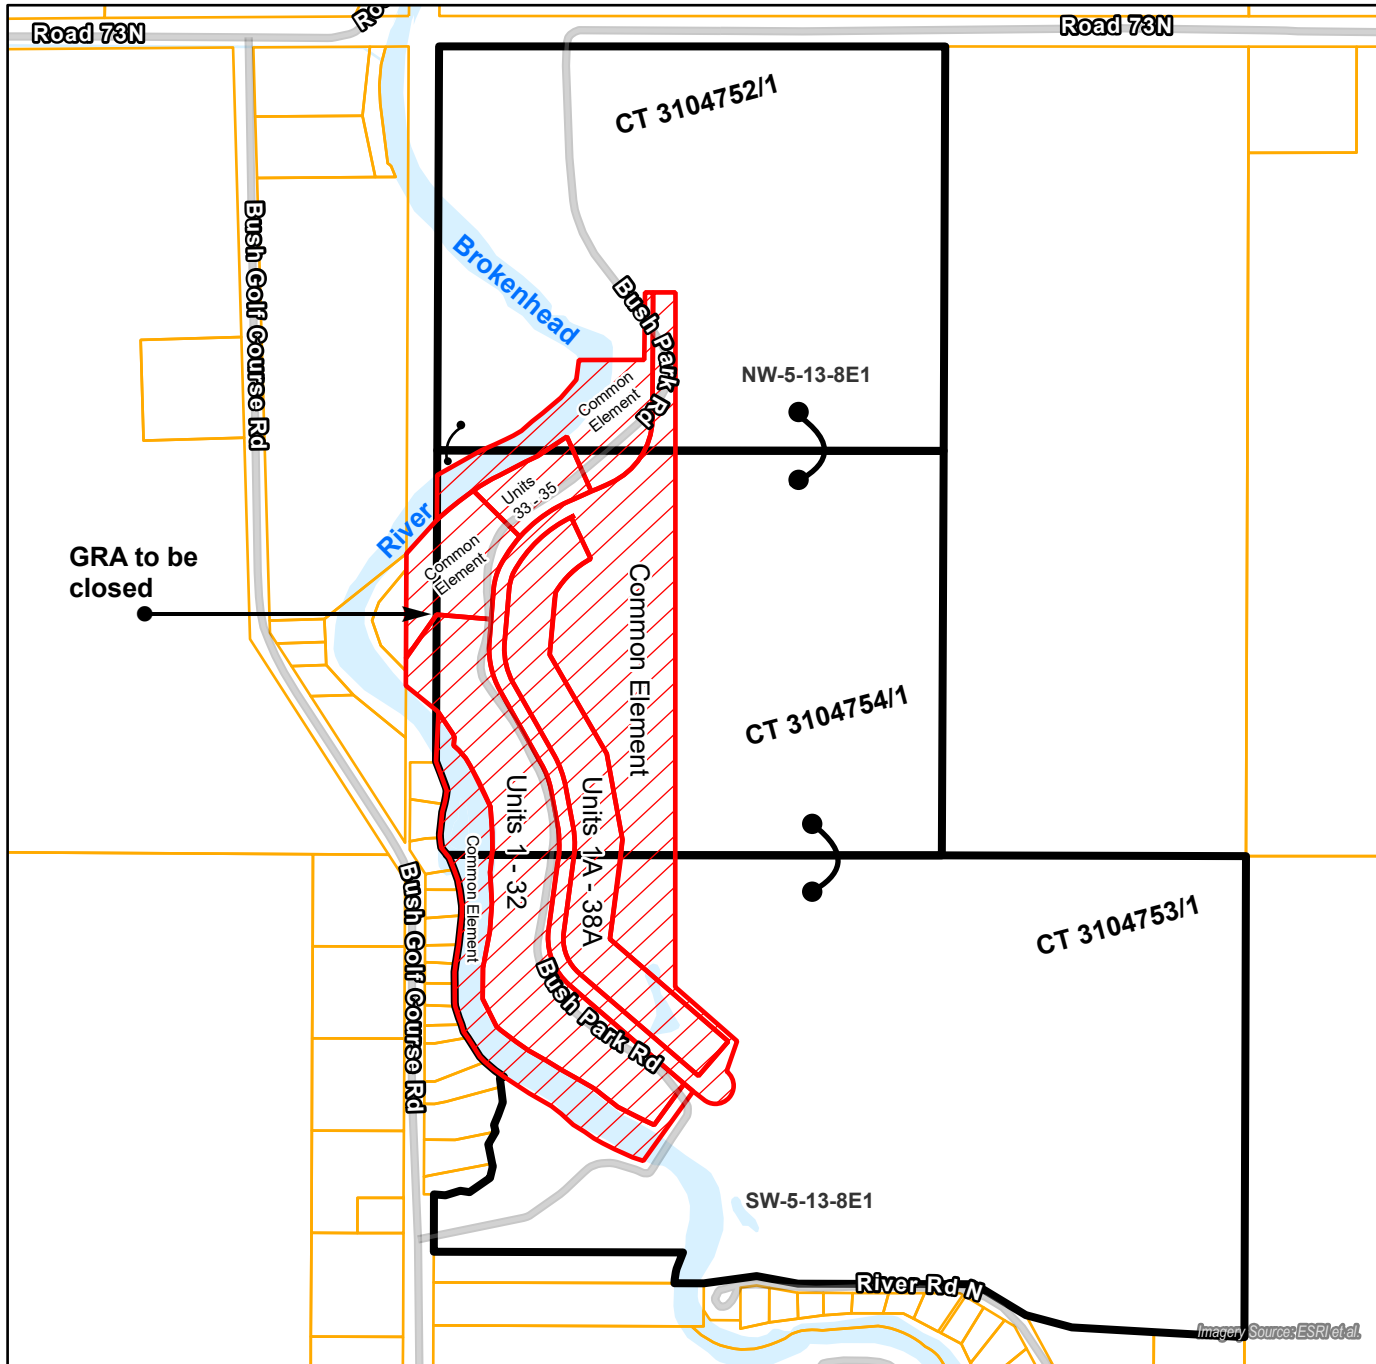 Road 73N
Ro
Road 73N
CT 3104752/1
Bush Golf Course Rd
Brokenhead
Bush Park Rd
NW-5-13-8E1
Common
Element
Units
33 - 35
River
GRA to be
closed
Common
Element
Common Element
CT 3104754/1
Units 1 - 32
Units 1A - 38A
Common Element
Bush Golf Course Rd
CT 3104753/1
Bush Park Rd
SW-5-13-8E1
River Rd N
Imagery Source: ESRI et al.